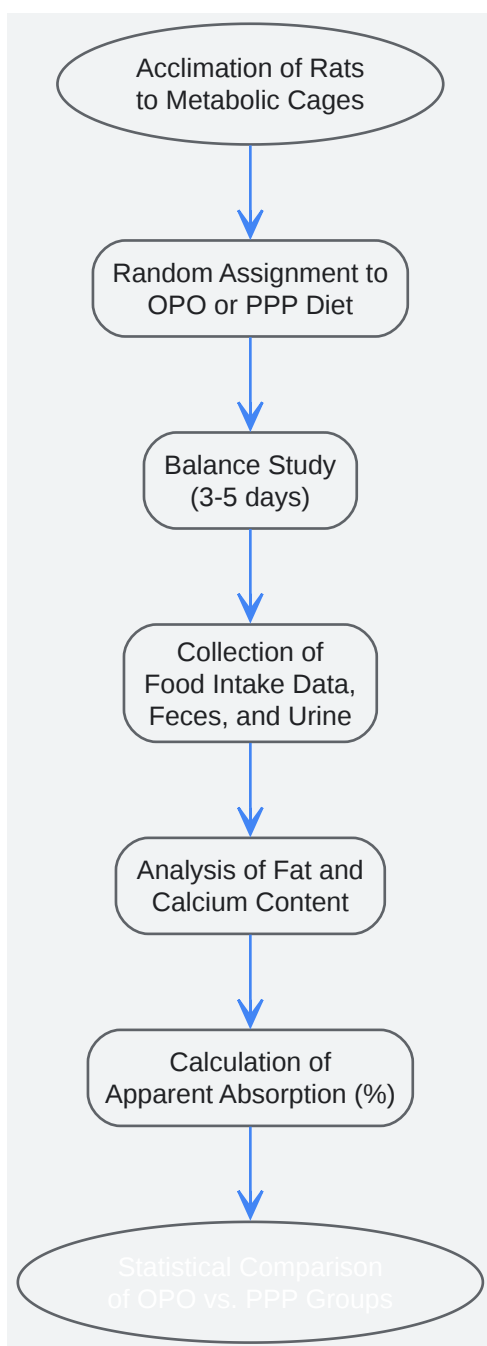 Acclimation of Rats
to Metabolic Cages
Random Assignment to
OPO or PPP Diet
Balance Study
(3-5 days)
Collection of
Food Intake Data,
Feces, and Urine
Analysis of Fat and
Calcium Content
Calculation of
Apparent Absorption (%)
Statistical Comparison
of OPO vs. PPP Groups